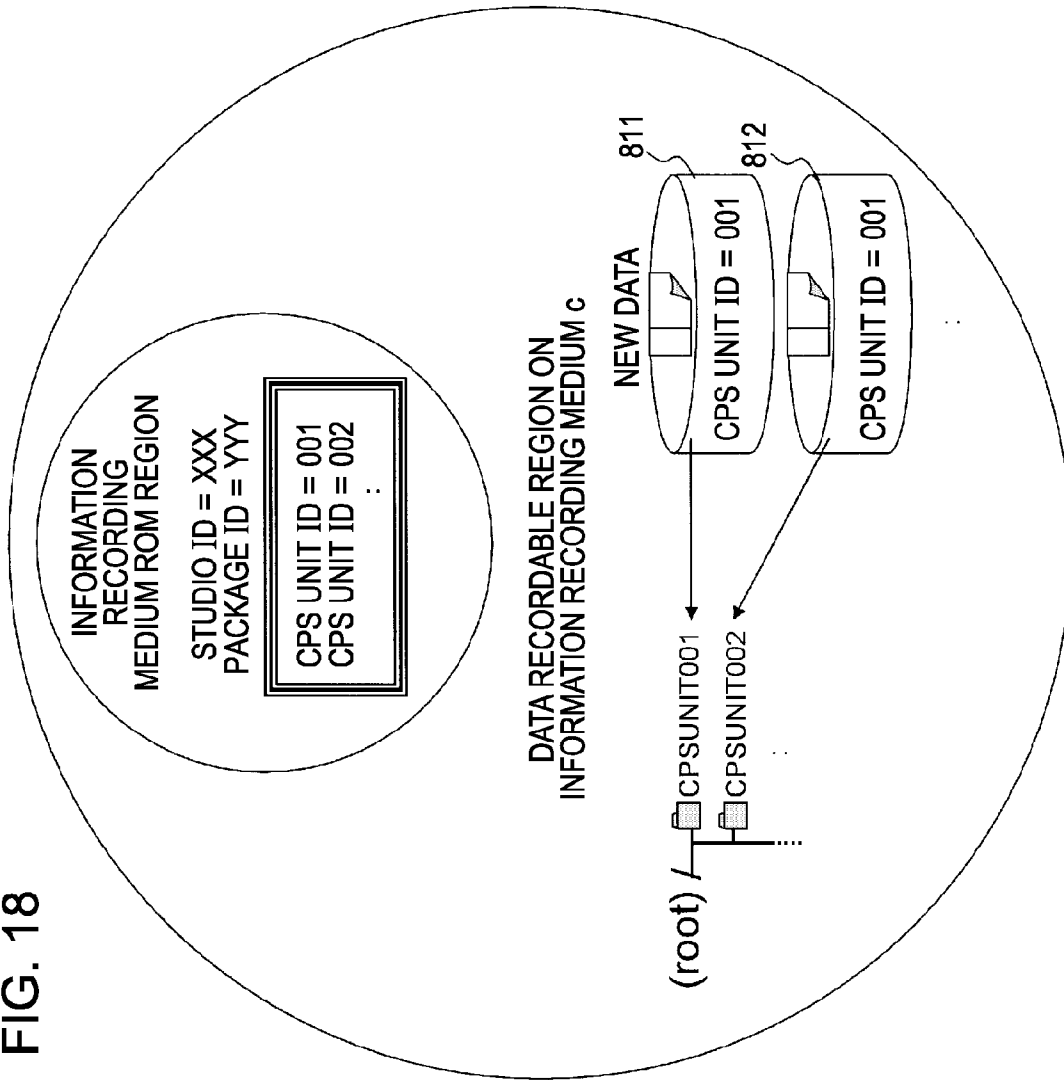 FIG. 18
INFORMATION
RECORDING
MEDIUM ROM REGION
STUDIO ID = XXX
PACKAGE ID = YYY
CPS UNIT ID = 001
CPS UNIT ID = 002
:
DATA RECORDABLE REGION ON
INFORMATION RECORDING MEDIUM c
NEW DATA
811
CPS UNIT ID = 001
812
CPS UNIT ID = 001
:
(root) /
CPSUNIT001
CPSUNIT002
: